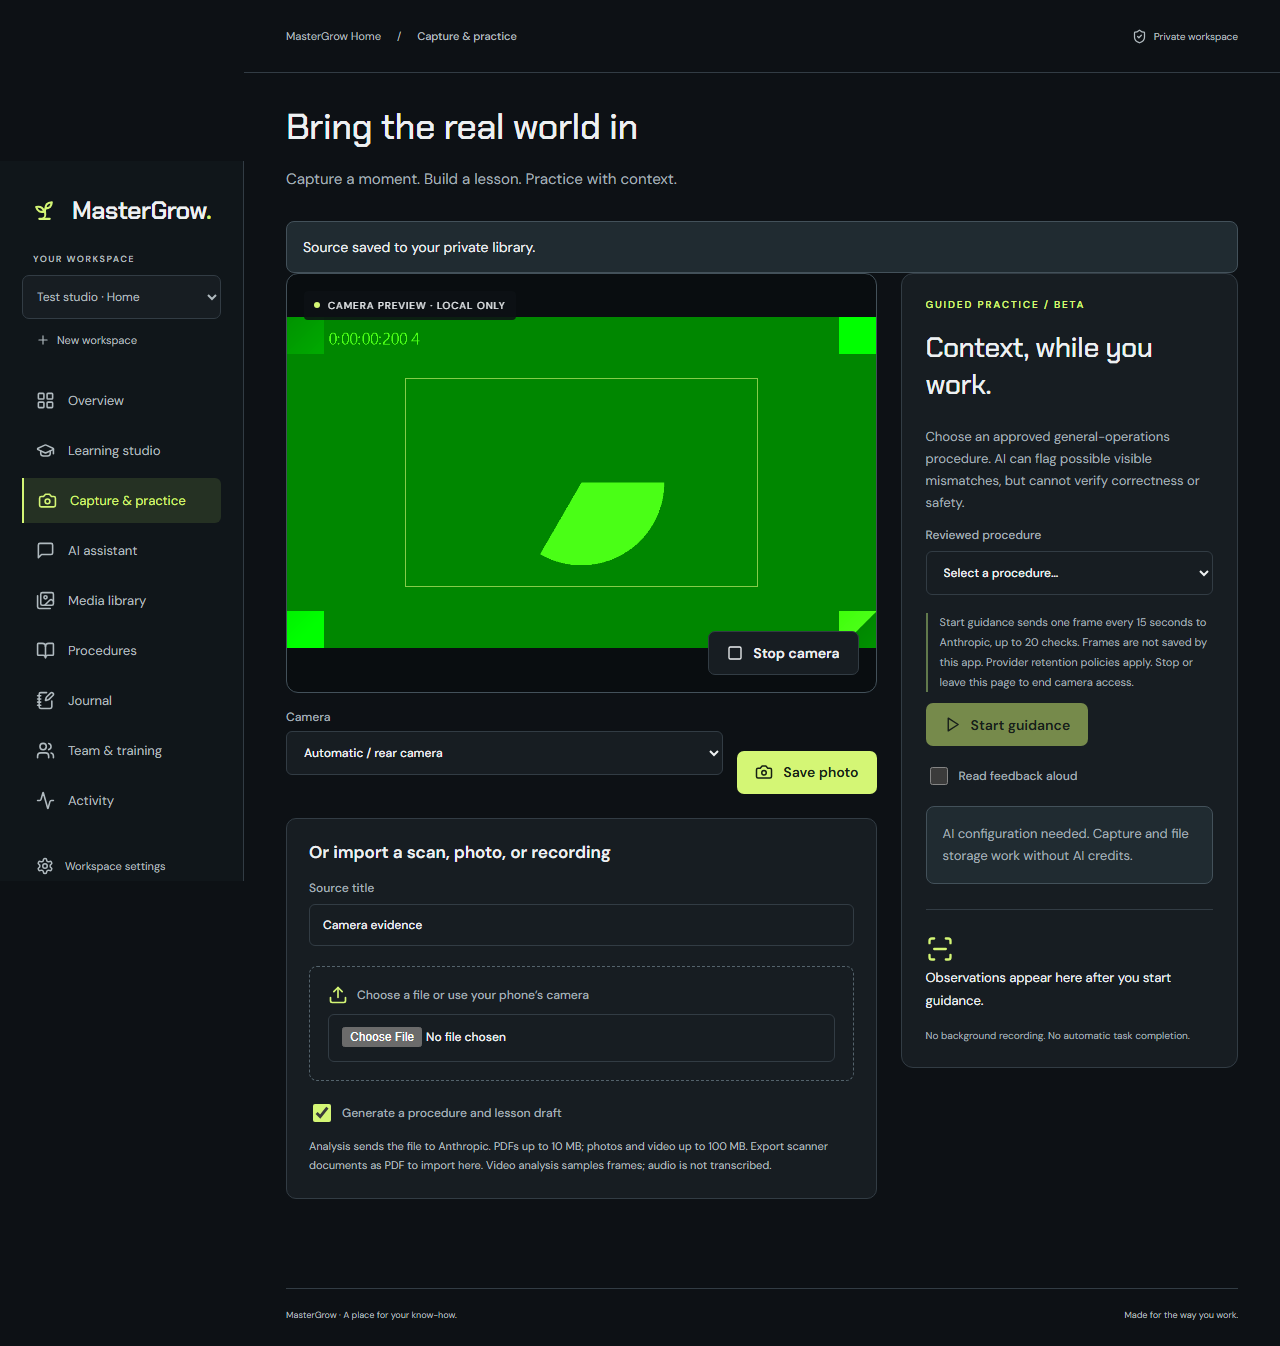 MasterGrow Home / Capture & practice
Private workspace
Bring the real world in
Capture a moment. Build a lesson. Practice with context.
MasterGrow.
YOUR WORKSPACE
Test studio · Home
New workspace
Overview
Learning studio
Capture & practice
AI assistant
Media library
Procedures
Journal
Team & training
Activity
Workspace settings
Source saved to your private library.
CAMERA PREVIEW · LOCAL ONLY
0:00:00:200 4
Stop camera
Camera
Automatic / rear camera
Save photo
Or import a scan, photo, or recording
Source title
Camera evidence
Choose a file or use your phone's camera
Choose File No file chosen
Generate a procedure and lesson draft
Analysis sends the file to Anthropic. PDFs up to 10 MB; photos and video up to 100 MB. Export scanner
documents as PDF to import here. Video analysis samples frames; audio is not transcribed.
GUIDED PRACTICE / BETA
Context, while you
work.
Choose an approved general-operations
procedure. AI can flag possible visible
mismatches, but cannot verify correctness or
safety.
Reviewed procedure
Select a procedure…
Start guidance sends one frame every 15 seconds to
Anthropic, up to 20 checks. Frames are not saved by
this app. Provider retention policies apply. Stop or
leave this page to end camera access.
Start guidance
Read feedback aloud
AI configuration needed. Capture and file
storage work without AI credits.
Observations appear here after you start
guidance.
No background recording. No automatic task completion.
MasterGrow · A place for your know-how.
Made for the way you work.